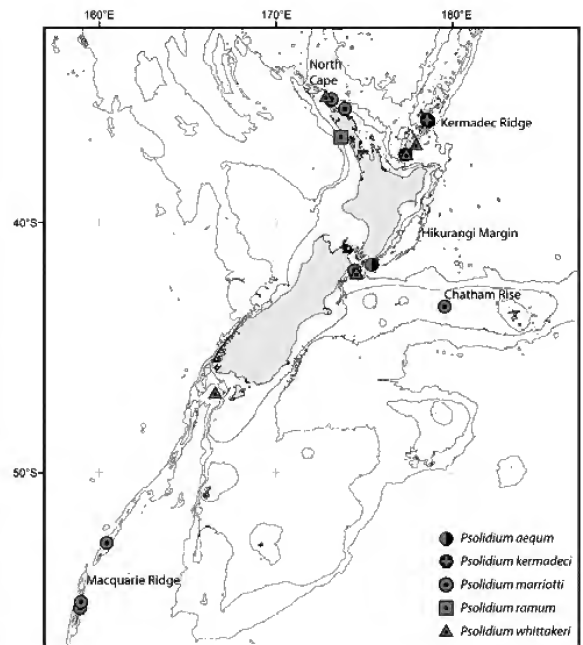 160°E 170°E 180°E
North
Cape
Kermadec Ridge
40°S
Hikurangi Margin
Chatham Rise
50°S
Psolidium aequm
Psolidium kermadeci
Psolidium marriotti
Macquarie Ridge
Psolidium ramum
Psolidium whittakeri